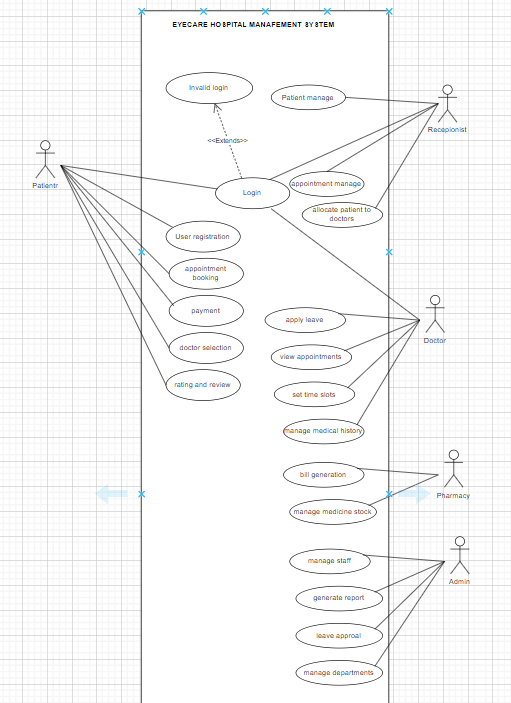 EYECARE HOSPITAL MANAFEMENT SYSTEM
Invalid login
Patient manage
Recepionist
<<Extends>>
Patientr
Login
appointment manage
allocate patient to
doctors
User registration
appointment
booking
payment
apply leave
Doctor
doctor selection
view appointments
rating and review
set time slots
manage medical history
bill generation
Pharmacy
manage medicine stock
manage staff
Admin
generate report
leave approal
manage departments